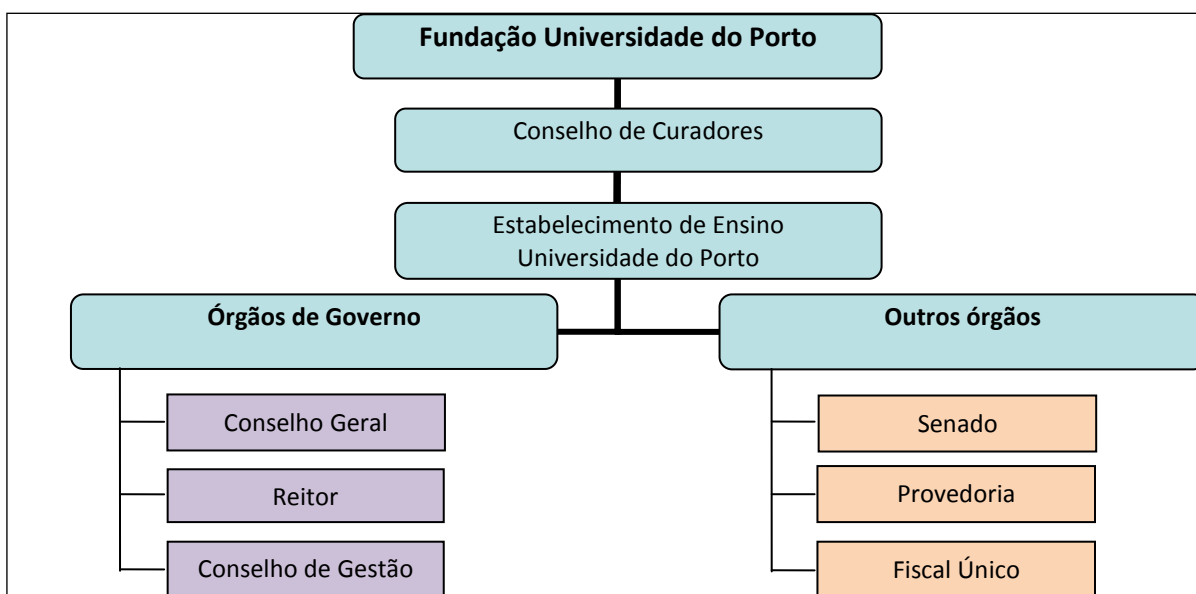 Fundação Universidade do Porto
Conselho de Curadores
Estabelecimento de Ensino
Universidade do Porto
Órgãos de Governo
Outros órgãos
Conselho Geral
Senado
Reitor
Provedoria
Conselho de Gestão
Fiscal Único